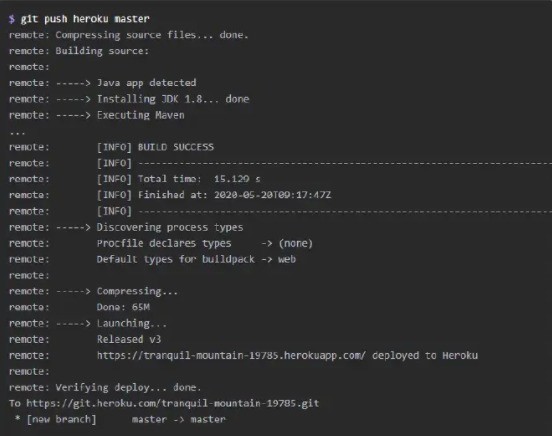 $ git push heroku master
remote: Compressing source files... done.
remote: Building source:
remote:
remote: -----> Java app detected
remote: -----> Installing JDK 1.8... done
remote: -----> Executing Maven
...
remote:        [INFO] BUILD SUCCESS
remote:        [INFO] ------------------------------------------------------------------------
remote:        [INFO] Total time:  15.129 s
remote:        [INFO] Finished at: 2020-05-20T09:17:47Z
remote:        [INFO] ------------------------------------------------------------------------
remote: -----> Discovering process types
remote:        Procfile declares types     -> (none)
remote:        Default types for buildpack -> web
remote:
remote: -----> Compressing...
remote:        Done: 65M
remote: -----> Launching...
remote:        Released v3
remote:        https://tranquil-mountain-19785.herokuapp.com/ deployed to Heroku
remote:
remote: Verifying deploy... done.
To https://git.heroku.com/tranquil-mountain-19785.git
 * [new branch]      master -> master